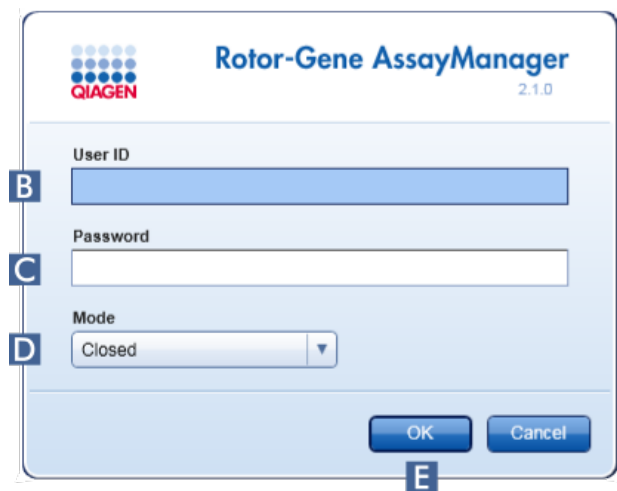 QIAGEN
Rotor-Gene AssayManager
2.1.0
User ID
B
Password
C
Mode
D
Closed
OK
Cancel
E